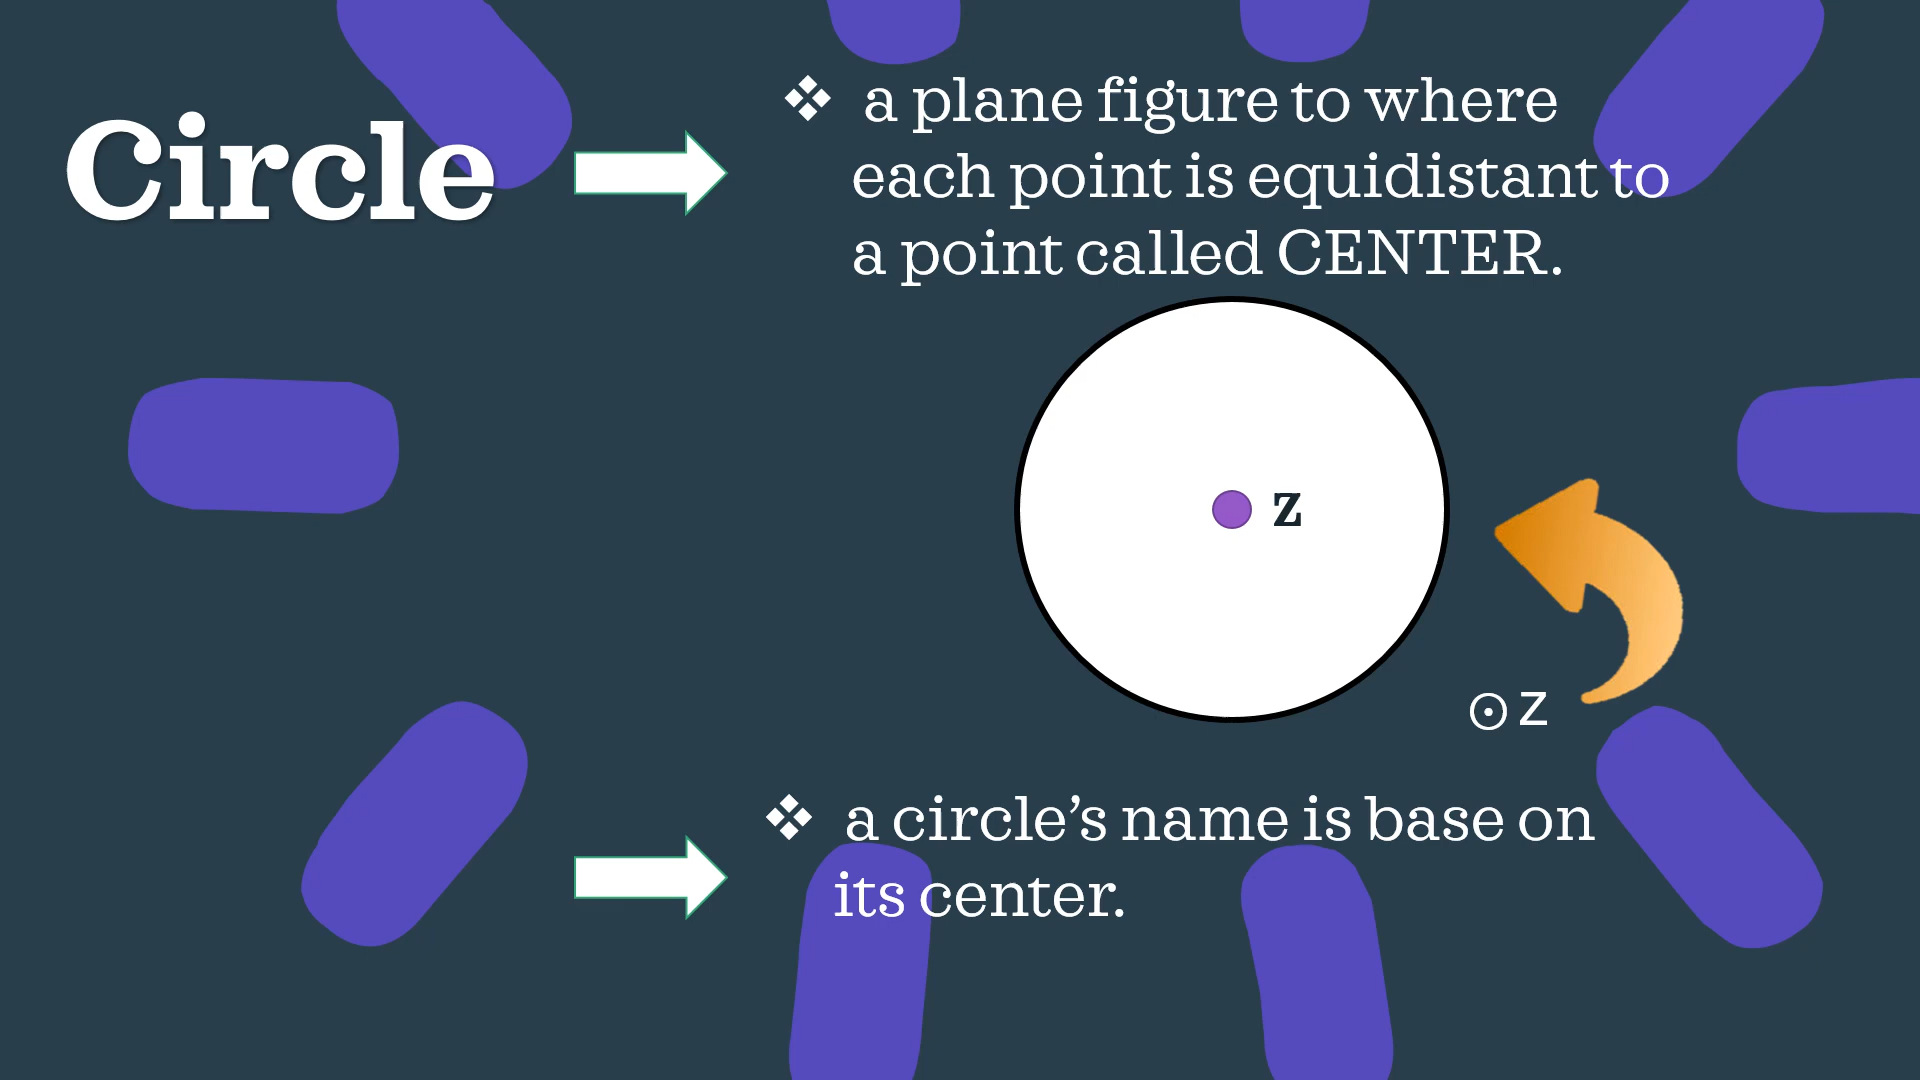 Circle
❖ a plane figure to where
each point is equidistant to
a point called CENTER.
Z
⊙ Z
❖ a circle’s name is base on
its center.